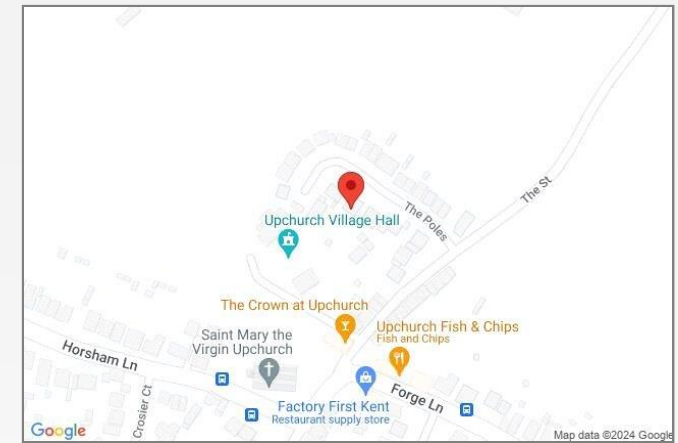 The St
The Poles
Upchurch Village Hall
The Crown at Upchurch
Saint Mary the
Virgin Upchurch
Upchurch Fish & Chips
Fish and Chips
Horsham Ln
Crosier Ct
Forge Ln
Factory First Kent
Restaurant supply store
Google
Map data ©2024 Google